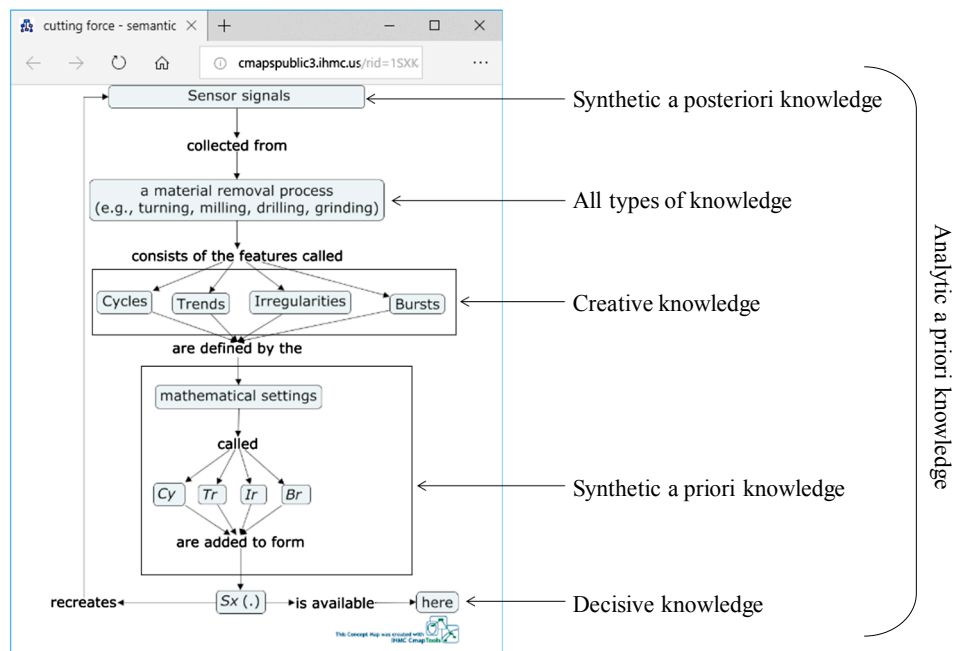 cutting force - semantic
cmapspublic3.ihmc.us/rid=1SXK
Sensor signals
Synthetic a posteriori knowledge
collected from
a material removal process
(e.g., turning, milling, drilling, grinding)
All types of knowledge
consists of the features called
Cycles Trends Irregularities Bursts
Creative knowledge
are defined by the
mathematical settings
called
Cy Tr Ir Br
Synthetic a priori knowledge
are added to form
recreates Sx (.) is available here
Decisive knowledge
This Concept Map was created with
IHMC CmapTools
Analytic a priori knowledge